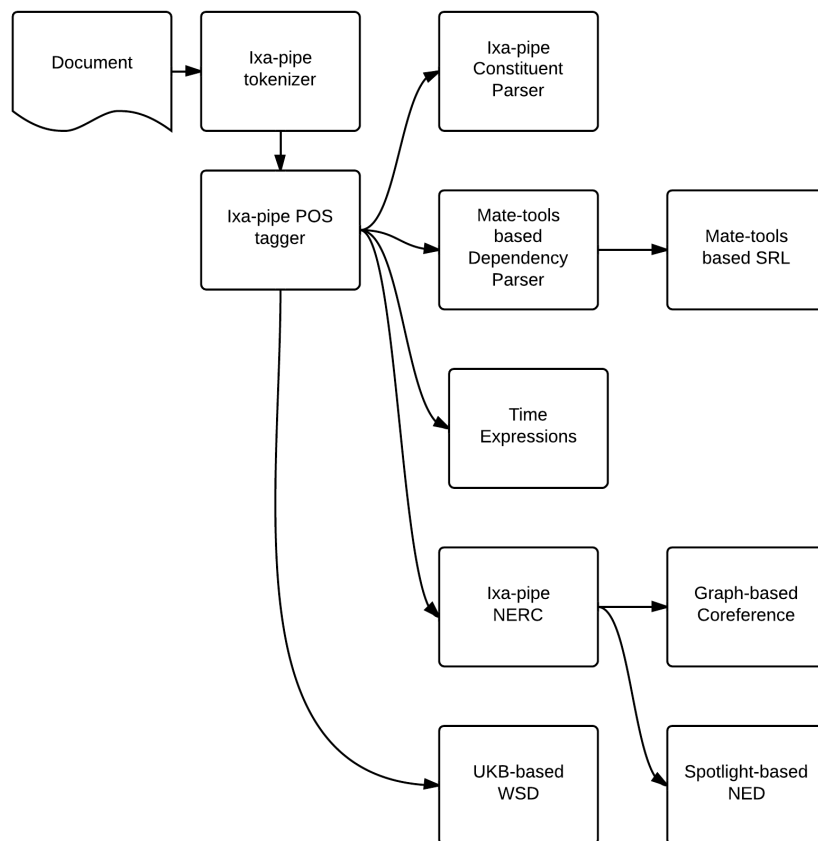 Document
Ixa-pipe
tokenizer
Ixa-pipe
Constituent
Parser
Ixa-pipe POS
tagger
Mate-tools
based
Dependency
Parser
Mate-tools
based SRL
Time
Expressions
Ixa-pipe
NERC
Graph-based
Coreference
UKB-based
WSD
Spotlight-based
NED